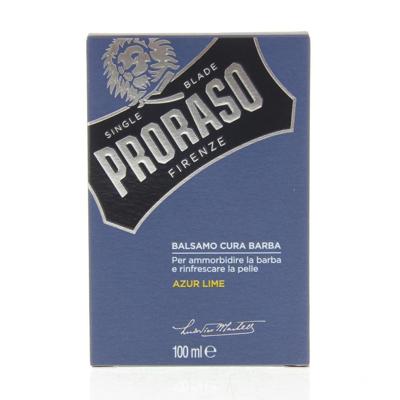 SINGLE BLADE
PRORASO
FIRENZE
BALSAMO CURA BARBA
Per ammorbidire la barba
e rinfrescare la pelle
AZUR LIME
100 ml ℮